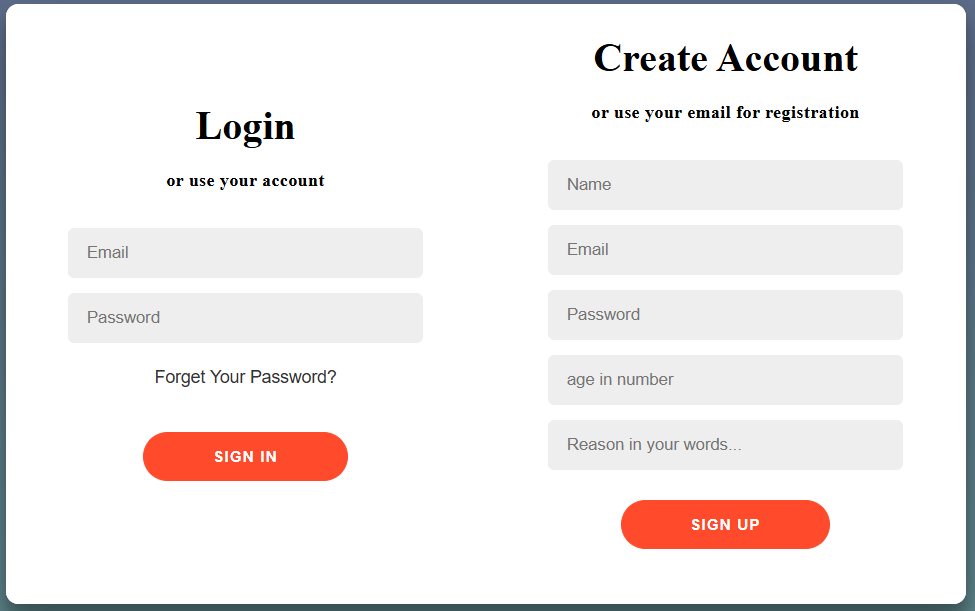 Login
or use your account
Email
Password
Forget Your Password?
SIGN IN
Create Account
or use your email for registration
Name
Email
Password
age in number
Reason in your words...
SIGN UP